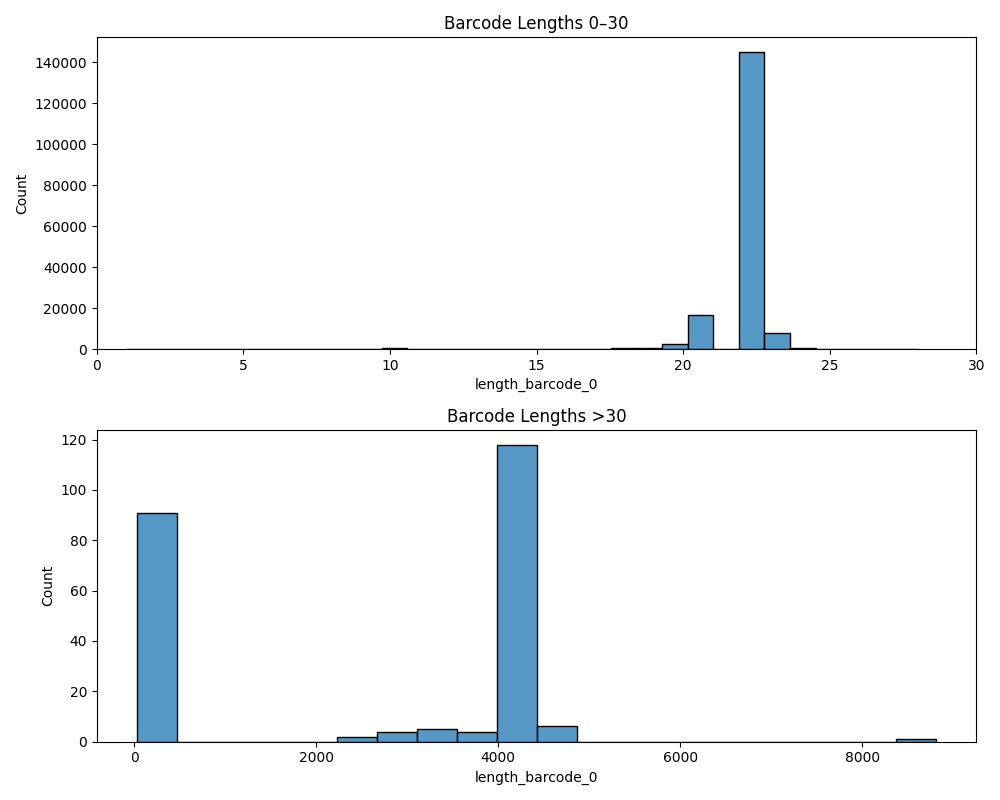 Barcode Lengths 0–30
140000
120000
100000
80000
60000
40000
20000
0
Count
0 5 10 15 20 25 30
length_barcode_0
Barcode Lengths >30
120
100
80
60
40
20
0
Count
0 2000 4000 6000 8000
length_barcode_0